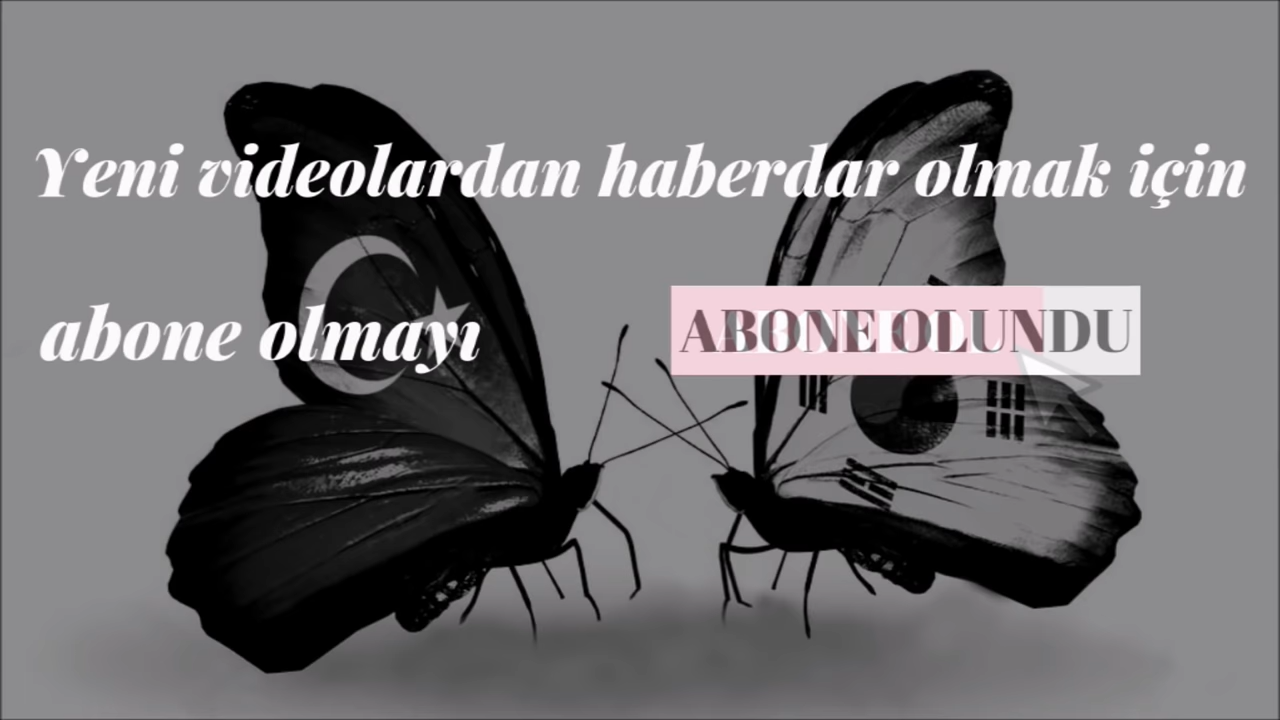 Yeni videolardan haberdar olmak için
abone olmayı
ABONE OLUNDU